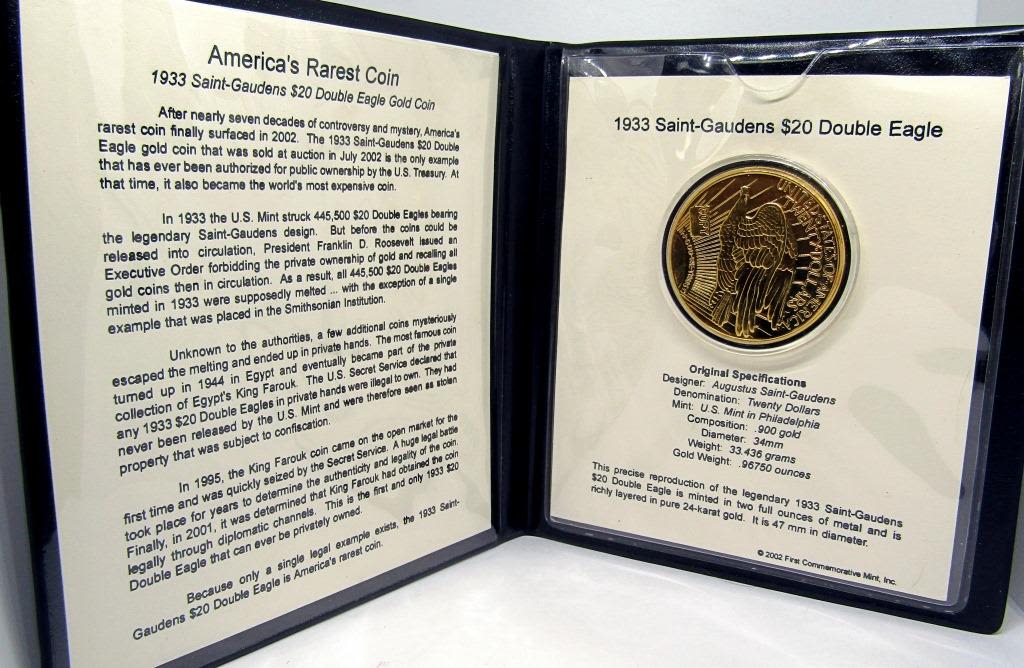 America's Rarest Coin
1933 Saint-Gaudens $20 Double Eagle Gold Coin
After nearly seven decades of controversy and mystery, America's
rarest coin finally surfaced in 2002. The 1933 Saint-Gaudens $20 Double
Eagle gold coin that was sold at auction in July 2002 is the only example
that has ever been authorized for public ownership by the U.S. Treasury. At
that time, it also became the world's most expensive coin.
In 1933 the U.S. Mint struck 445,500 $20 Double Eagles bearing
the legendary Saint-Gaudens design. But before the coins could be
released into circulation, President Franklin D. Roosevelt issued an
Executive Order forbidding the private ownership of gold and recalling all
gold coins then in circulation. As a result, all 445,500 $20 Double Eagles
minted in 1933 were supposedly melted ... with the exception of a single
example that was placed in the Smithsonian Institution.
Unknown to the authorities, a few additional coins mysteriously
escaped the melting and ended up in private hands. The most famous coin
turned up in 1944 in Egypt and eventually became part of the private
collection of Egypt's King Farouk. The U.S. Secret Service declared that
any 1933 $20 Double Eagles in private hands were illegal to own. They had
never been released by the U.S. Mint and were therefore seen as stolen
property that was subject to confiscation.
In 1995, the King Farouk coin came on the open market for the
first time and was quickly seized by the Secret Service. A huge legal battle
took place for years to determine the authenticity and legality of the coin.
Finally, in 2001, it was determined that King Farouk had obtained the coin
legally through diplomatic channels. This is the first and only 1933 $20
Double Eagle that can ever be privately owned.
Because only a single legal example exists, the 1933 Saint-
Gaudens $20 Double Eagle is America's rarest coin.
1933 Saint-Gaudens $20 Double Eagle
UNITED STATES OF AMERICA
TWENTY DOLLARS
Original Specifications
Designer: Augustus Saint-Gaudens
Denomination: Twenty Dollars
Mint: U.S. Mint in Philadelphia
Composition: .900 gold
Diameter: 34mm
Weight: 33.436 grams
Gold Weight: .96750 ounces
This precise reproduction of the legendary 1933 Saint-Gaudens
$20 Double Eagle is minted in two full ounces of metal and is
richly layered in pure 24-karat gold. It is 47 mm in diameter.
© 2002 First Commemorative Mint, Inc.